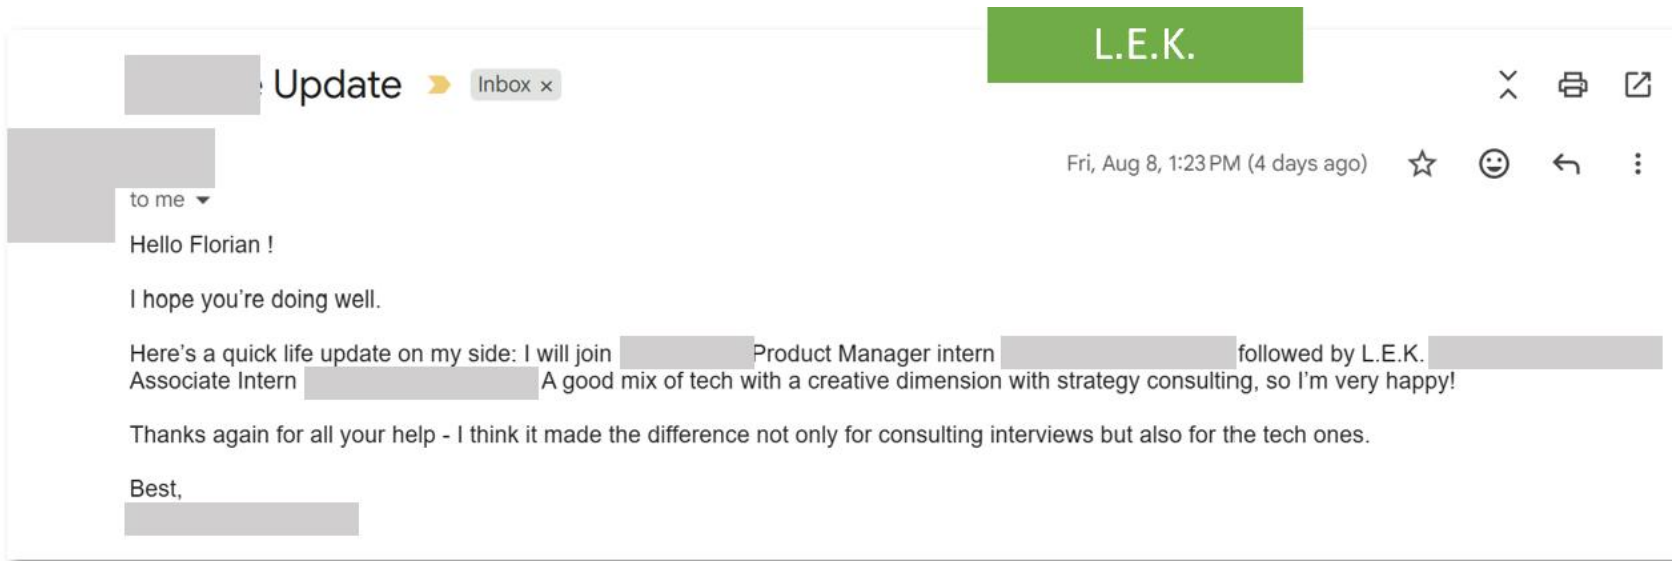 L.E.K.
Update Inbox ×
Fri, Aug 8, 1:23 PM (4 days ago)
to me
Hello Florian !
I hope you're doing well.
Here's a quick life update on my side: I will join Product Manager intern followed by L.E.K.
Associate Intern A good mix of tech with a creative dimension with strategy consulting, so I'm very happy!
Thanks again for all your help - I think it made the difference not only for consulting interviews but also for the tech ones.
Best,